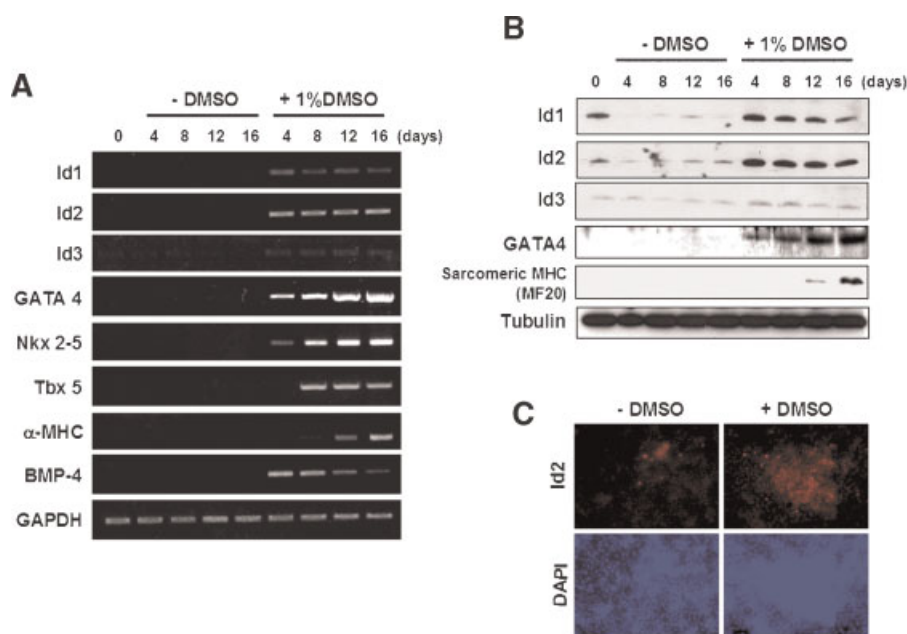 A
- DMSO + 1%DMSO
0 4 8 12 16 4 8 12 16 (days)
Id1
Id2
Id3
GATA 4
Nkx 2-5
Tbx 5
α-MHC
BMP-4
GAPDH
B
- DMSO + 1% DMSO
0 4 8 12 16 4 8 12 16 (days)
Id1
Id2
Id3
GATA4
Sarcomeric MHC
(MF20)
Tubulin
C
- DMSO + DMSO
Id2
DAPI